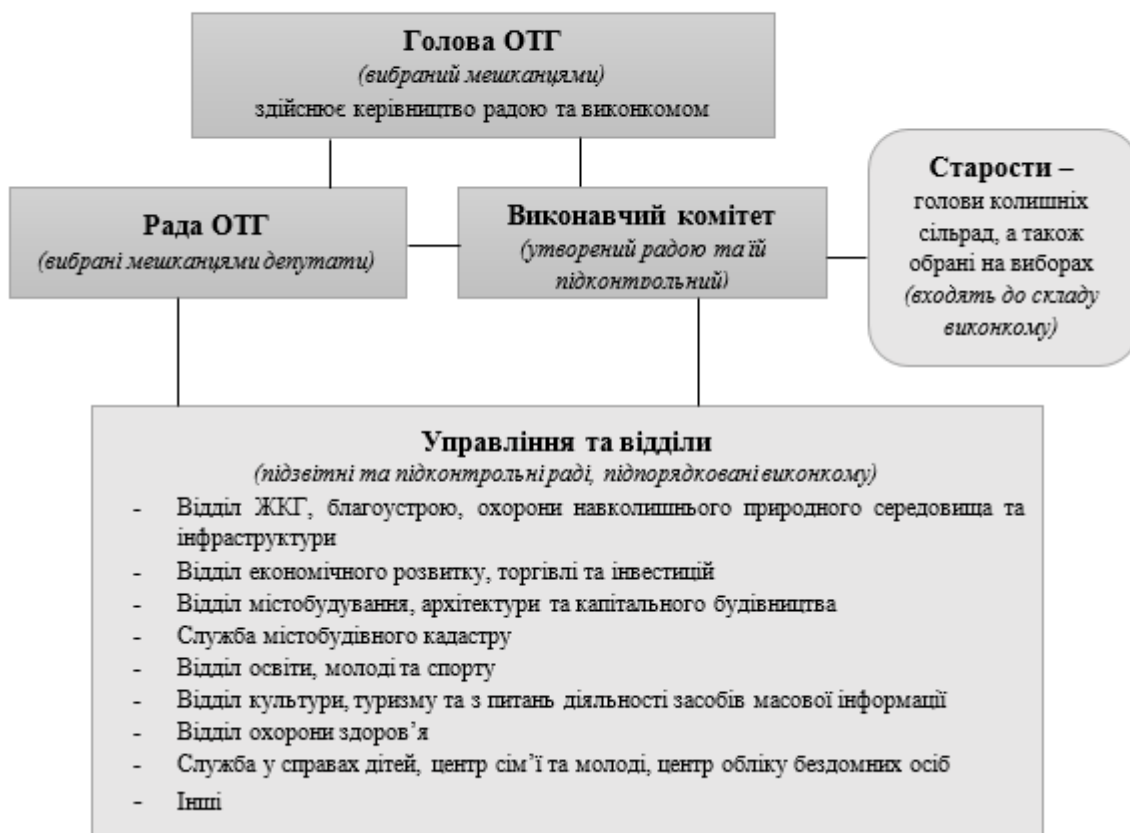 Голова ОТГ
(вибраний мешканцями)
здійснює керівництво радою та виконкомом
Рада ОТГ
(вибрані мешканцями депутати)
Виконавчий комітет
(утворений радою та їй
підконтрольний)
Старости –
голови колишніх
сільрад, а також
обрані на виборах
(входять до складу
виконкому)
Управління та відділи
(підзвітні та підконтрольні раді, підпорядковані виконкому)
- Відділ ЖКГ, благоустрою, охорони навколишнього природного середовища та
інфраструктури
- Відділ економічного розвитку, торгівлі та інвестицій
- Відділ містобудування, архітектури та капітального будівництва
- Служба містобудівного кадастру
- Відділ освіти, молоді та спорту
- Відділ культури, туризму та з питань діяльності засобів масової інформації
- Відділ охорони здоров’я
- Служба у справах дітей, центр сім’ї та молоді, центр обліку бездомних осіб
- Інші